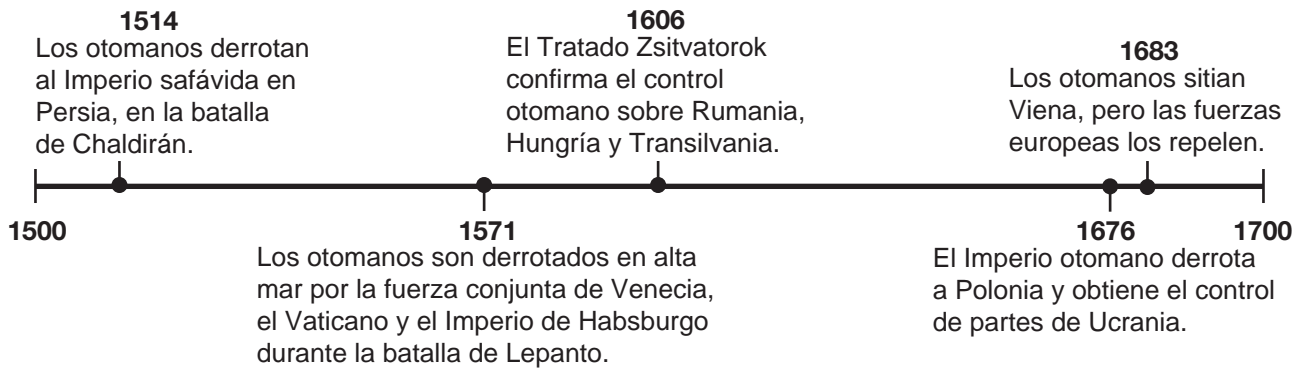 1514
Los otomanos derrotan
al Imperio safávida en
Persia, en la batalla
de Chaldirán.
1606
El Tratado Zsitvatorok
confirma el control
otomano sobre Rumania,
Hungría y Transilvania.
1683
Los otomanos sitian
Viena, pero las fuerzas
europeas los repelen.
1500
1571
Los otomanos son derrotados en alta
mar por la fuerza conjunta de Venecia,
el Vaticano y el Imperio de Habsburgo
durante la batalla de Lepanto.
1676
El Imperio otomano derrota
a Polonia y obtiene el control
de partes de Ucrania.
1700